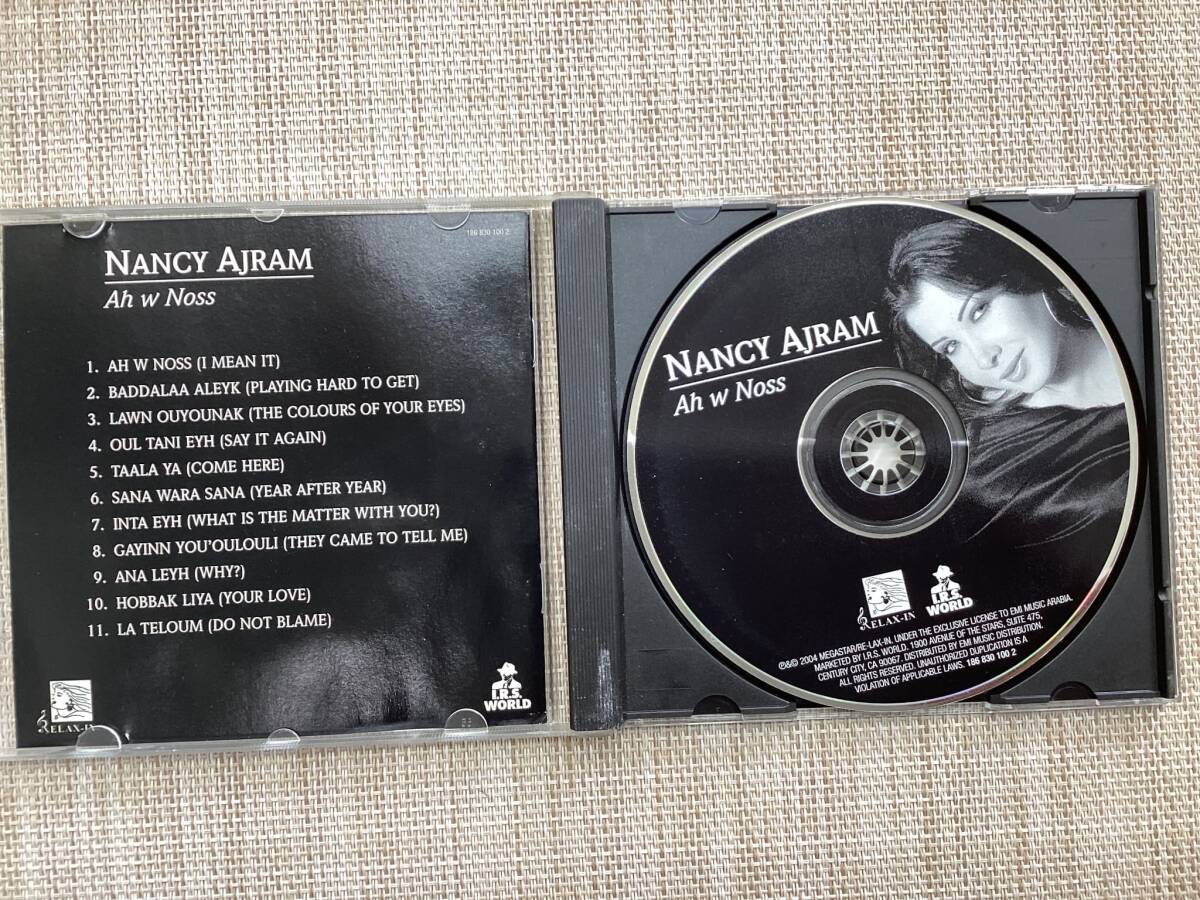 186 830 100 2
NANCY AJRAM
Ah w Noss
1. AH W NOSS (I MEAN IT)
2. BADDALAA ALEYK (PLAYING HARD TO GET)
3. LAWN OUYOUNAK (THE COLOURS OF YOUR EYES)
4. OUL TANI EYH (SAY IT AGAIN)
5. TAALA YA (COME HERE)
6. SANA WARA SANA (YEAR AFTER YEAR)
7. INTA EYH (WHAT IS THE MATTER WITH YOU?)
8. GAYINN YOU'OULOULI (THEY CAME TO TELL ME)
9. ANA LEYH (WHY?)
10. HOBBAK LIYA (YOUR LOVE)
11. LA TELOUM (DO NOT BLAME)
RELAX-IN
I.R.S.
WORLD
NANCY AJRAM
Ah w Noss
RELAX-IN
I.R.S.
WORLD
℗&© 2004 MEGASTAR/RE-LAX-IN. UNDER THE EXCLUSIVE LICENSE TO EMI MUSIC ARABIA.
MARKETED BY I.R.S. WORLD. 1900 AVENUE OF THE STARS, SUITE 475,
CENTURY CITY, CA 90067. DISTRIBUTED BY EMI MUSIC DISTRIBUTION.
ALL RIGHTS RESERVED. UNAUTHORIZED DUPLICATION IS A
VIOLATION OF APPLICABLE LAWS. 186 830 100 2